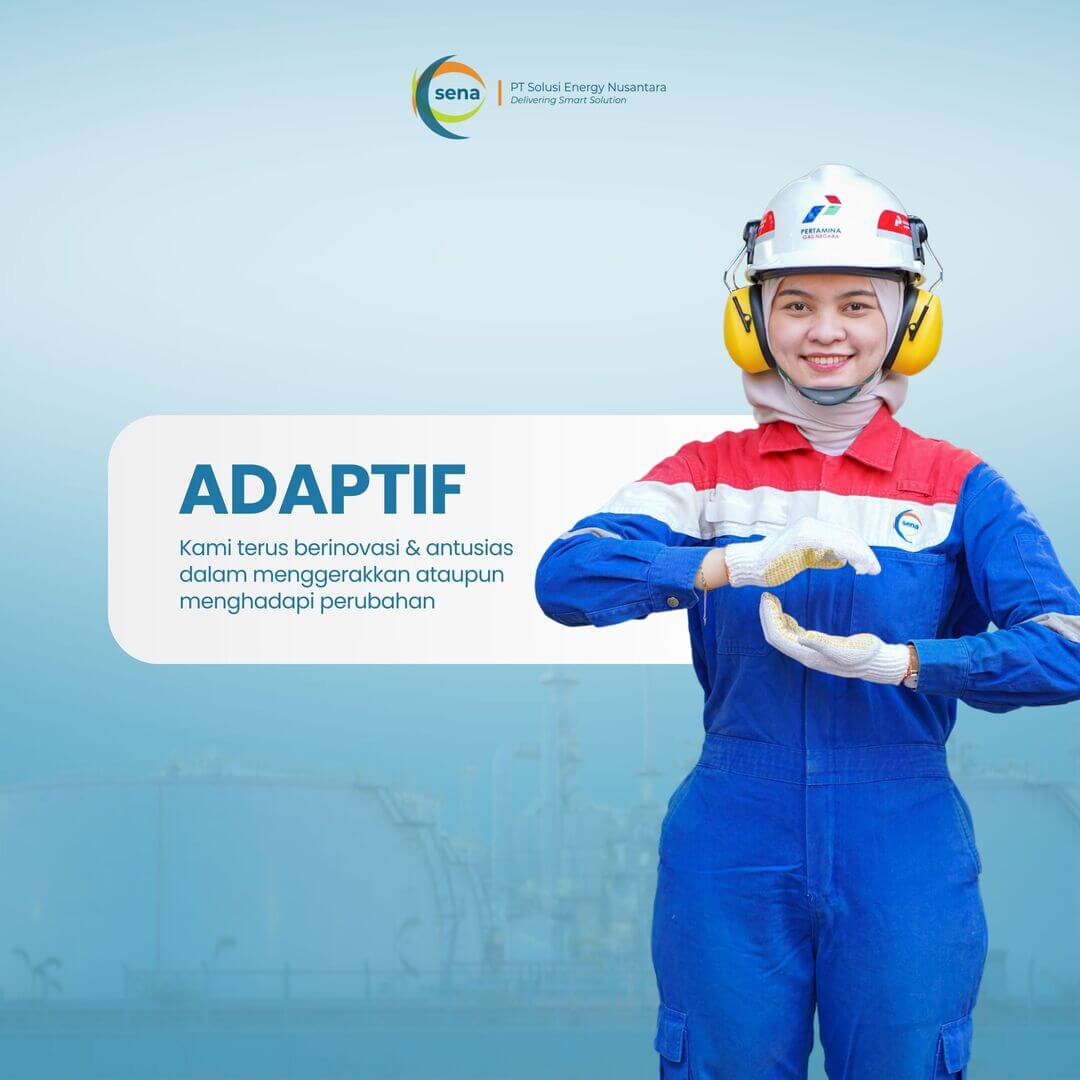 sena
PT Solusi Energy Nusantara
Delivering Smart Solution
PERTAMINA
GAS NEGARA
ADAPTIF
Kami terus berinovasi & antusias
dalam menggerakkan ataupun
menghadapi perubahan
sena